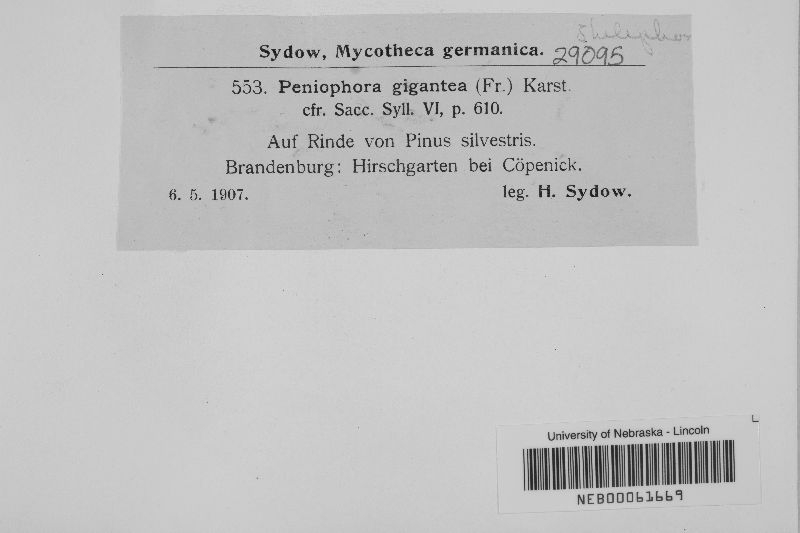 Sydow, Mycotheca germanica. 29095
553. Peniophora gigantea (Fr.) Karst.
cfr. Sacc. Syll. VI, p. 610.
Auf Rinde von Pinus silvestris.
Brandenburg: Hirschgarten bei Cöpenick.
6. 5. 1907. leg. H. Sydow.
University of Nebraska - Lincoln
NEB00061669